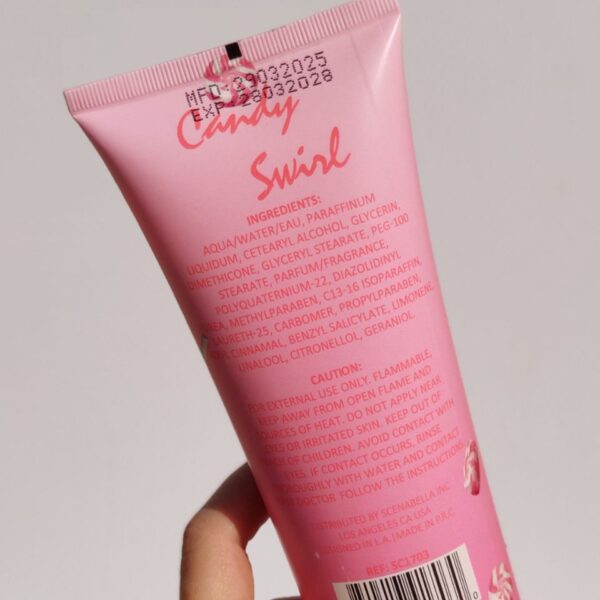 MFD 29032025
EXP 28032028
Candy
Swirl
INGREDIENTS:
AQUA/WATER/EAU, PARAFFINUM
LIQUIDUM, CETEARYL ALCOHOL, GLYCERIN,
DIMETHICONE, GLYCERYL STEARATE, PEG-100
STEARATE, PARFUM/FRAGRANCE,
POLYQUATERNIUM-22, DIAZOLIDINYL
UREA, METHYLPARABEN, C13-16 ISOPARAFFIN,
LAURETH-25, CARBOMER, PROPYLPARABEN,
CINNAMAL, BENZYL SALICYLATE, LIMONENE,
LINALOOL, CITRONELLOL, GERANIOL
CAUTION:
FOR EXTERNAL USE ONLY. FLAMMABLE,
KEEP AWAY FROM OPEN FLAME AND
SOURCES OF HEAT. DO NOT APPLY NEAR
EYES OR IRRITATED SKIN. KEEP OUT OF
REACH OF CHILDREN. AVOID CONTACT WITH
EYES. IF CONTACT OCCURS, RINSE
THOROUGHLY WITH WATER AND CONTACT
DOCTOR FOLLOW THE INSTRUCTION
DISTRIBUTED BY SCENABELLA INC
LOS ANGELES CA USA
DESIGNED IN L.A.|MADE IN P.R.C
REF: SC1703
0